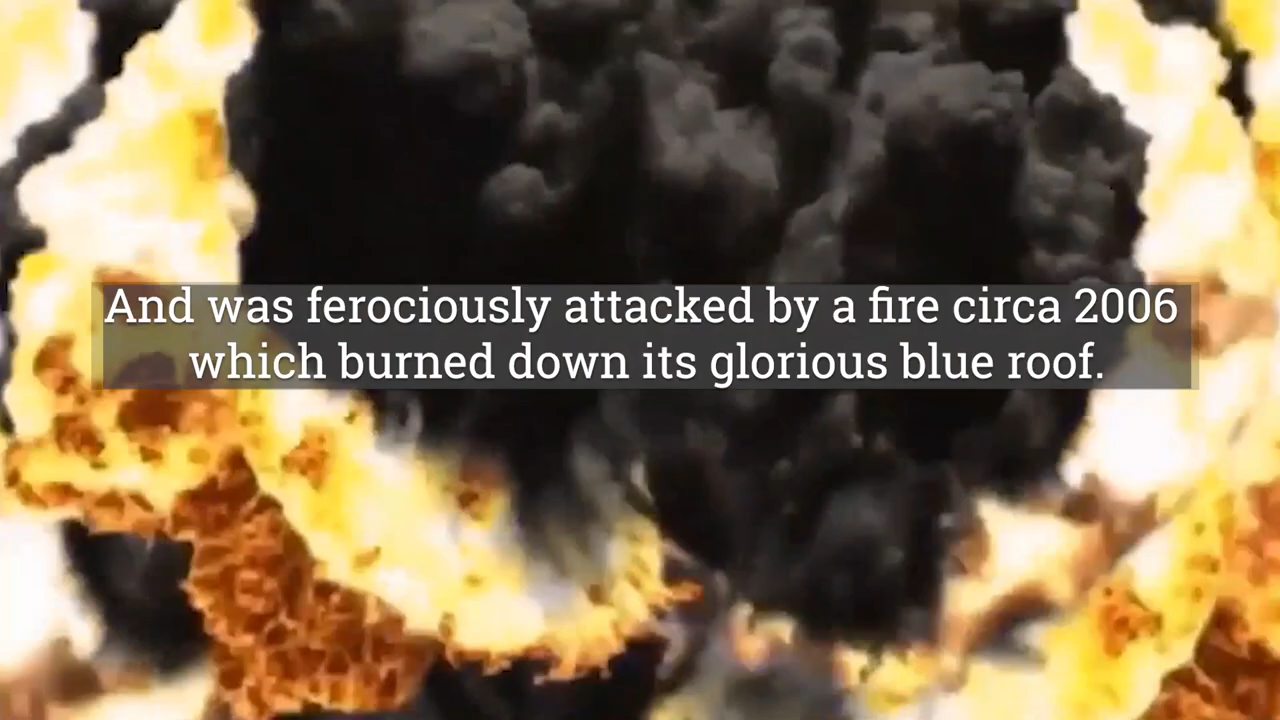 And was ferociously attacked by a fire circa 2006
which burned down its glorious blue roof.